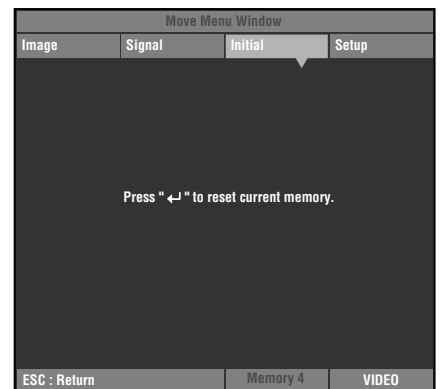 Move Menu Window
Image Signal Initial Setup
Press "↵" to reset current memory.
ESC : Return Memory 4 VIDEO